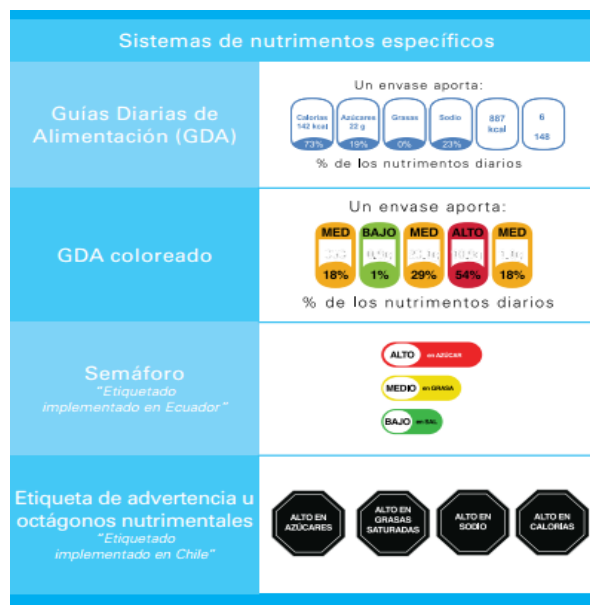 Sistemas de nutrimentos específicos
Guías Diarias de
Alimentación (GDA)
Un envase aporta:
Calorías
142 kcal
73%
Azúcares
22 g
19%
Grasas
0%
Sodio
23%
887
kcal
6
148
% de los nutrimentos diarios
GDA coloreado
Un envase aporta:
MED
18%
BAJO
1%
MED
29%
ALTO
54%
MED
18%
% de los nutrimentos diarios
Semáforo
"Etiquetado
implementado en Ecuador"
ALTO en AZÚCAR
MEDIO en GRASA
BAJO en SAL
Etiqueta de advertencia u
octágonos nutrimentales
"Etiquetado
implementado en Chile"
ALTO EN
AZÚCARES
ALTO EN
GRASAS
SATURADAS
ALTO EN
SODIO
ALTO EN
CALORÍAS